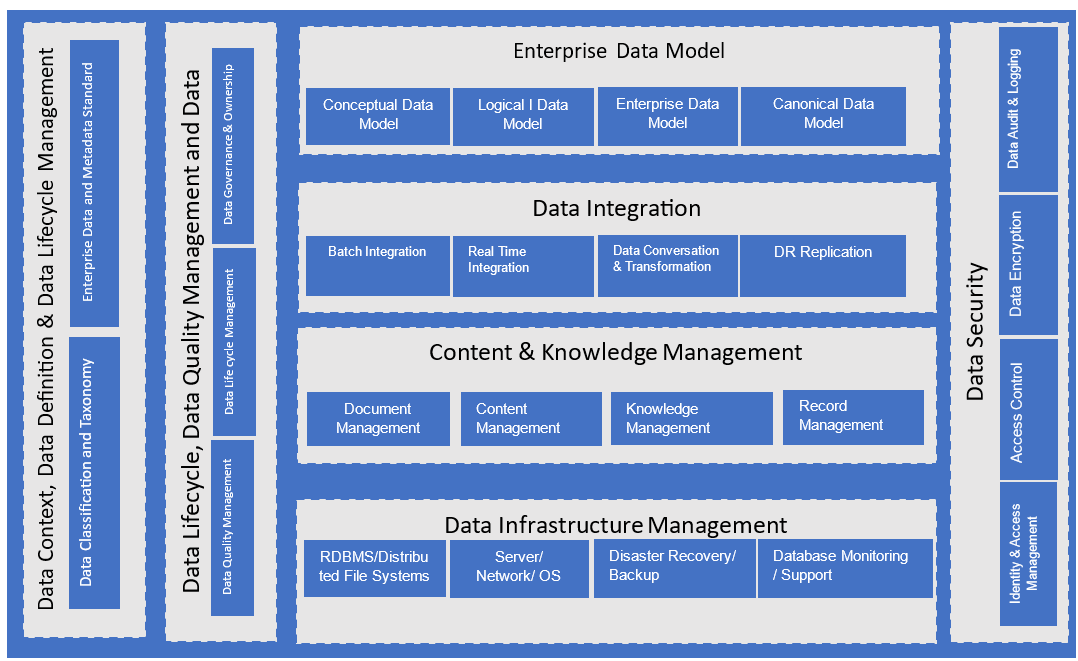 Data Context, Data Definition & Data Lifecycle Management
Enterprise Data and Metadata Standard
Data Classification and Taxonomy
Data Lifecycle, Data Quality Management and Data
Data Governance & Ownership
Data Life cycle Management
Data Quality Management
Enterprise Data Model
Conceptual Data
Model
Logical l Data
Model
Enterprise Data
Model
Canonical Data
Model
Data Integration
Batch Integration
Real Time
Integration
Data Conversation
& Transformation
DR Replication
Content & Knowledge Management
Document
Management
Content
Management
Knowledge
Management
Record
Management
Data Infrastructure Management
RDBMS/Distribu
ted File Systems
Server/
Network/ OS
Disaster Recovery/
Backup
Database Monitoring
/ Support
Data Security
Data Audit & Logging
Data Encryption
Access Control
Identity & Access
Management